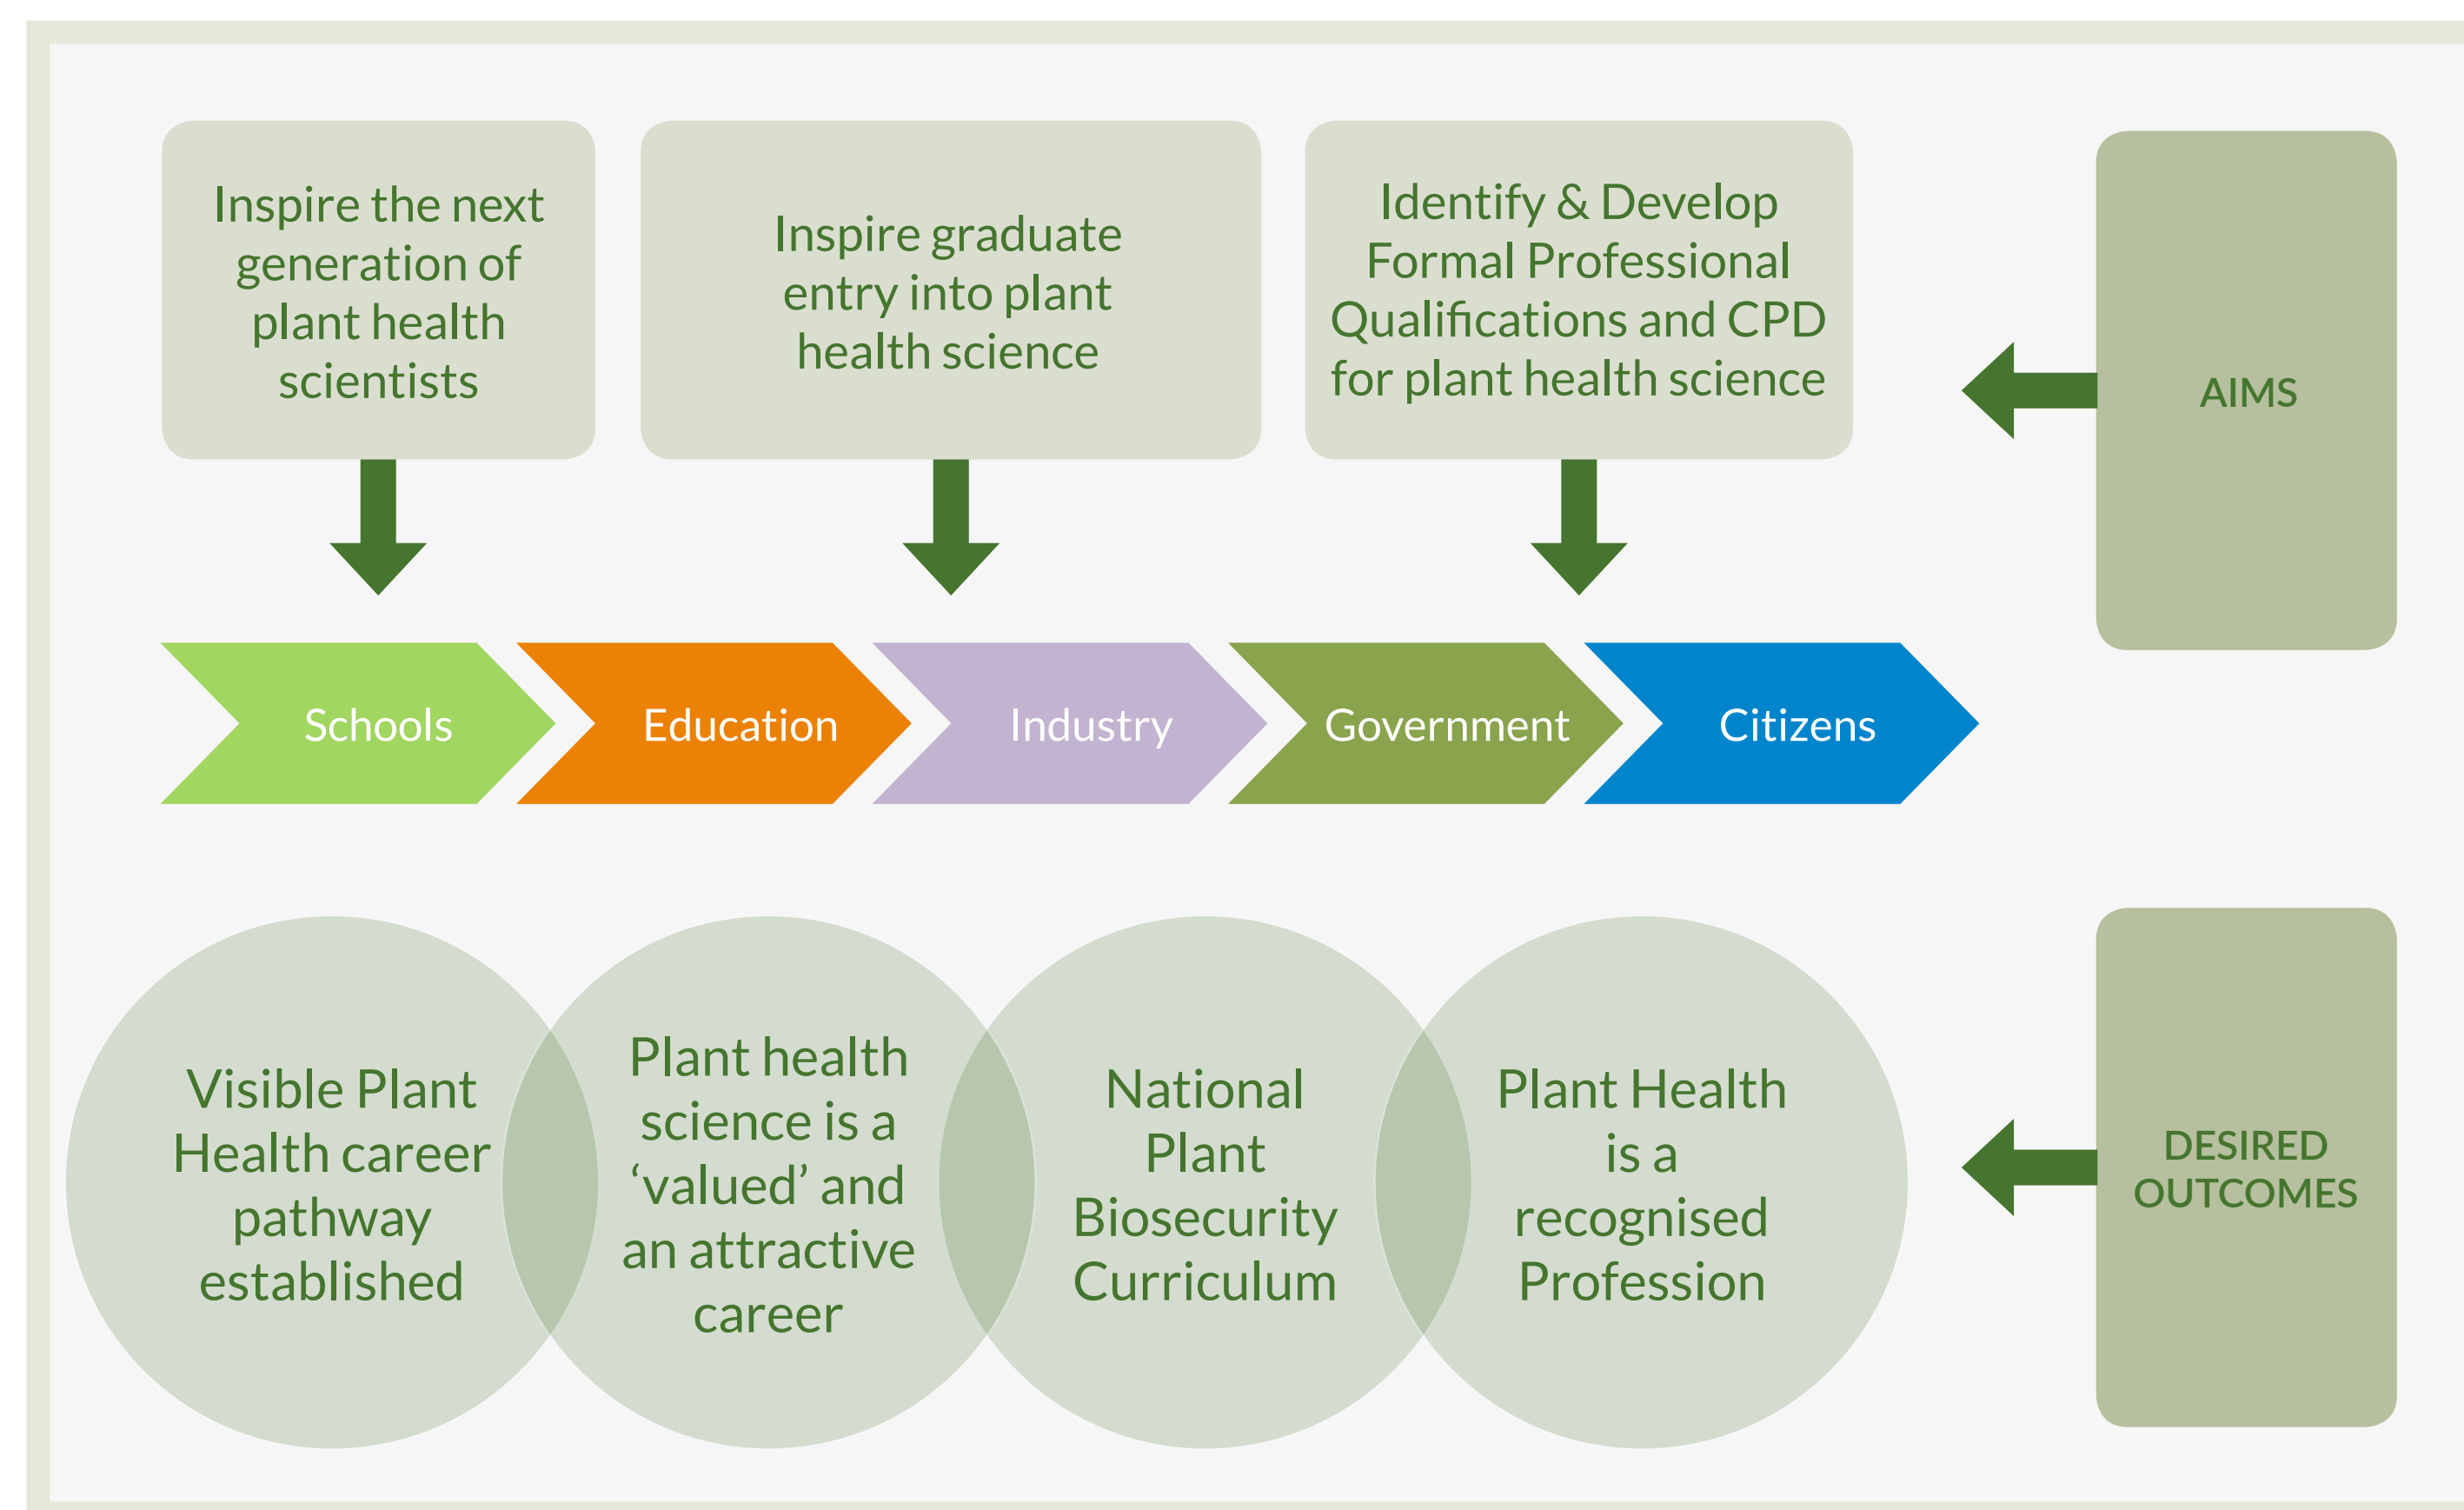 Inspire the next
generation of
plant health
scientists
Inspire graduate
entry into plant
health science
Identify & Develop
Formal Professional
Qualifications and CPD
for plant health science
AIMS
Schools
Education
Industry
Government
Citizens
Visible Plant
Health career
pathway
established
Plant health
science is a
‘valued’ and
an attractive
career
National
Plant
Biosecurity
Curriculum
Plant Health
is a
recognised
Profession
DESIRED
OUTCOMES